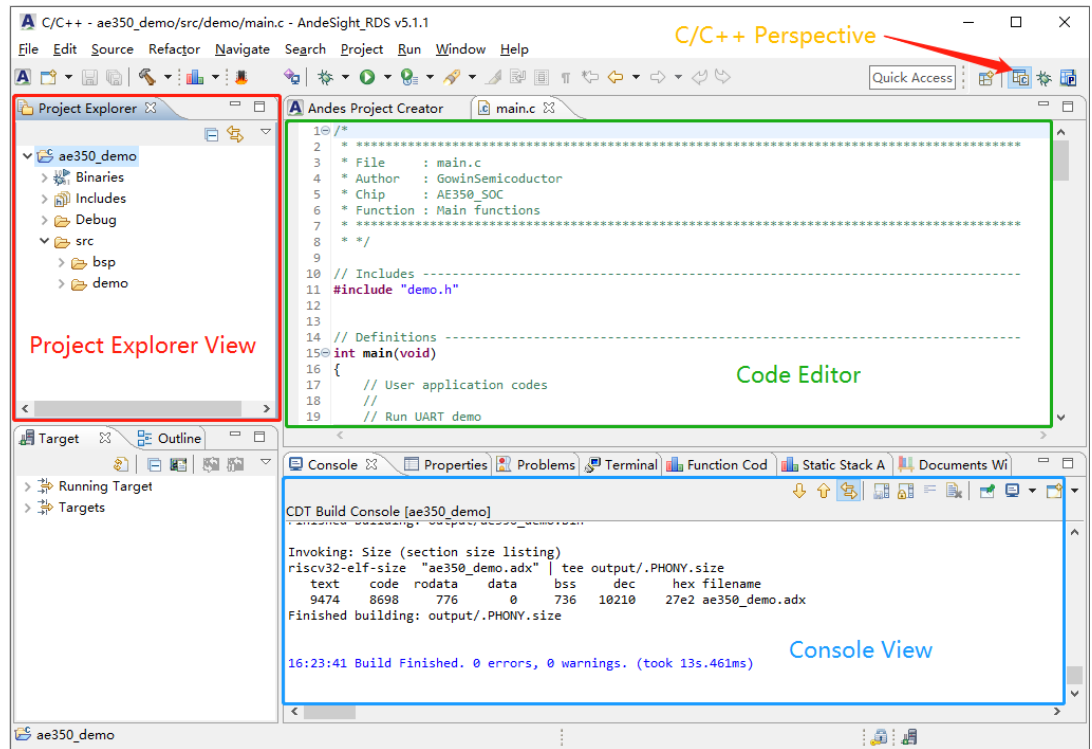 C/C++ - ae350_demo/src/demo/main.c - AndeSight_RDS v5.1.1
File Edit Source Refactor Navigate Search Project Run Window Help
C/C++ Perspective
Quick Access
Project Explorer
ae350_demo
Binaries
Includes
Debug
src
bsp
demo
Project Explorer View
Andes Project Creator
main.c
1 /*
2 * ******************************************************************************************
3 * File : main.c
4 * Author : GowinSemicoductor
5 * Chip : AE350_SOC
6 * Function : Main functions
7 * ******************************************************************************************
8 * */
9
10 // Includes ---------------------------------------------------------------------------------
11 #include "demo.h"
12
13
14 // Definitions ------------------------------------------------------------------------------
15 int main(void)
16 {
17 // User application codes
18 //
19 // Run UART demo
Code Editor
Target Outline
Running Target
Targets
Console Properties Problems Terminal Function Cod Static Stack A Documents Wi
CDT Build Console [ae350_demo]
Finished building: output/ae350_demo.bin
Invoking: Size (section size listing)
riscv32-elf-size "ae350_demo.adx" | tee output/.PHONY.size
text code rodata data bss dec hex filename
9474 8698 776 0 736 10210 27e2 ae350_demo.adx
Finished building: output/.PHONY.size
16:23:41 Build Finished. 0 errors, 0 warnings. (took 13s.461ms)
Console View
ae350_demo